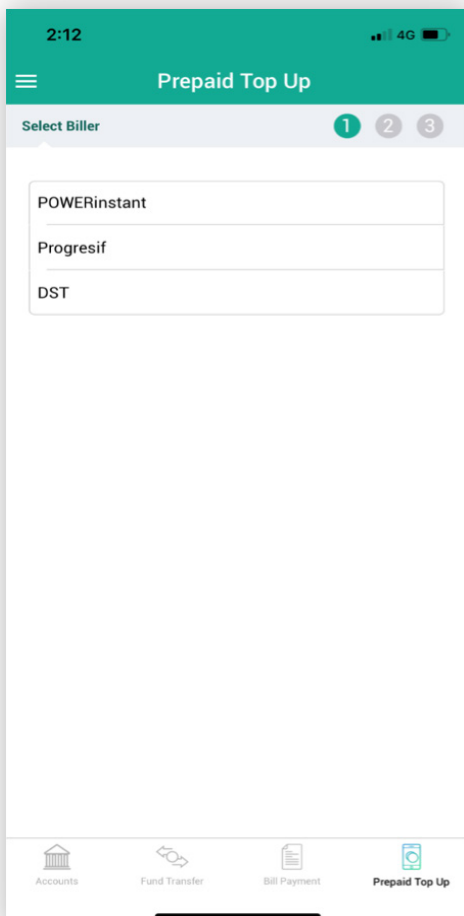 2:12 4G
Prepaid Top Up
Select Biller 1 2 3
POWERinstant
Progresif
DST
Accounts Fund Transfer Bill Payment Prepaid Top Up